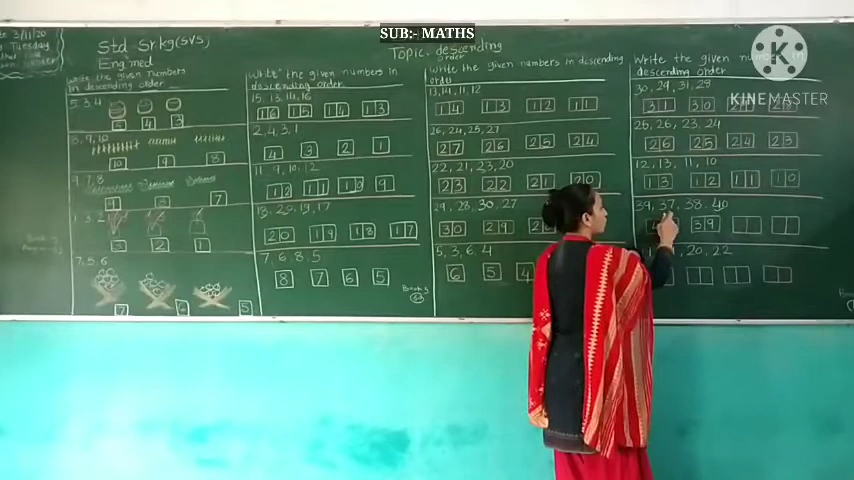 SUB:- MATHS
3/11/20
Tuesday
Std Sr.kg (SVS)
Eng med
Topic. descending
order
Write the given numbers
in descending order
5, 3, 4
5 4 3
8, 9, 10
10 9 8
9, 7, 8
9 8 7
1, 3, 2
3 2 1
7, 5, 6
7 6 5
Write the given numbers in
descending order
15, 13, 14, 16
16 15 14 13
2, 4, 3, 1
4 3 2 1
11, 9, 10, 12
12 11 10 9
18, 20, 19, 17
20 19 18 17
7, 6, 8, 5
8 7 6 5
Write the given numbers in descending
order
13, 14, 11, 12
14 13 12 11
26, 24, 25, 27
27 26 25 24
22, 21, 23, 20
23 22 21 20
29, 28, 30, 27
30 29
5, 3, 6, 4
6 5 4
Write the given numbers in
descending order
30, 29, 31, 28
31 30 29 28
25, 26, 23, 24
26 25 24 23
12, 13, 11, 10
13 12 11 10
39, 37, 38, 40
39
20, 22
K
MADE WITH
KINEMASTER